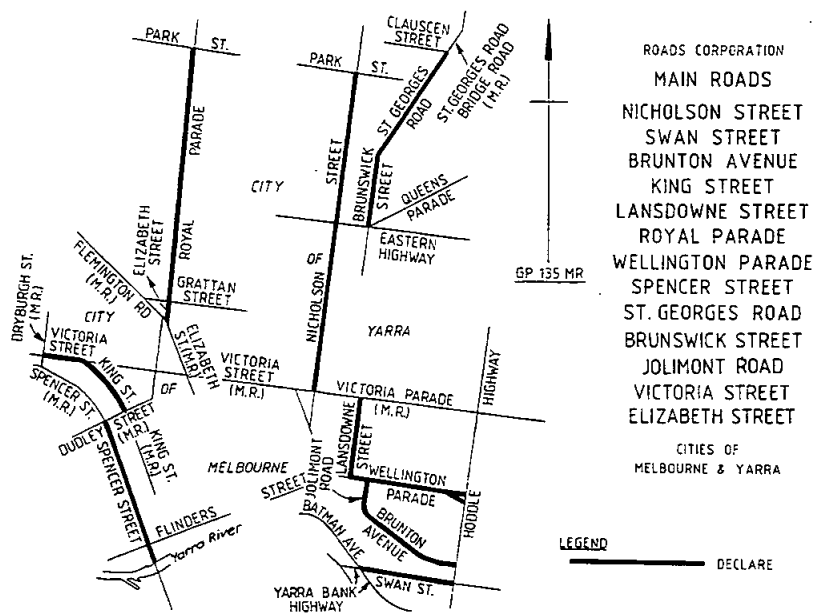 PARK ST.
PARK ST.
CLAUSCEN
STREET
ST. GEORGES ROAD
BRIDGE ROAD
(M.R.)
ST. GEORGES
ROAD
ROYAL PARADE
CITY
NICHOLSON STREET
BRUNSWICK
STREET
QUEENS
PARADE
EASTERN
HIGHWAY
ELIZABETH
STREET
FLEMINGTON RD
(M.R.)
GRATTAN
STREET
OF
YARRA
DRYBURGH ST.
(M.R.)
CITY
VICTORIA
STREET
KING ST.
ELIZABETH
ST.(M.R.)
OF
VICTORIA
STREET
(M.R.)
VICTORIA PARADE
(M.R.)
HIGHWAY
HODDLE
SPENCER ST.
(M.R.)
DUDLEY STREET
(M.R.)
KING ST.
(M.R.)
SPENCER STREET
MELBOURNE
LANSDOWNE
STREET
WELLINGTON
PARADE
JOLIMONT
ROAD
FLINDERS STREET
BATMAN AVE
BRUNTON
AVENUE
Yarra River
YARRA BANK
HIGHWAY
SWAN ST.
GP 135 MR
ROADS CORPORATION
MAIN ROADS
NICHOLSON STREET
SWAN STREET
BRUNTON AVENUE
KING STREET
LANSDOWNE STREET
ROYAL PARADE
WELLINGTON PARADE
SPENCER STREET
ST. GEORGES ROAD
BRUNSWICK STREET
JOLIMONT ROAD
VICTORIA STREET
ELIZABETH STREET
CITIES OF
MELBOURNE & YARRA
LEGEND
DECLARE